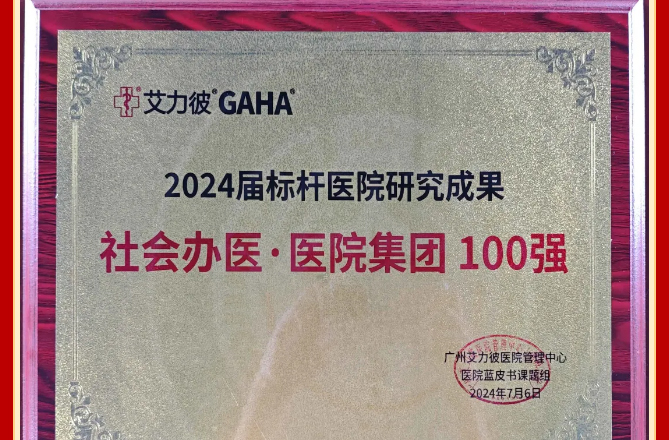 艾力彼® GAHA®
2024届标杆医院研究成果
社会办医·医院集团 100强
广州艾力彼医院管理中心
医院蓝皮书课题组
2024年7月6日